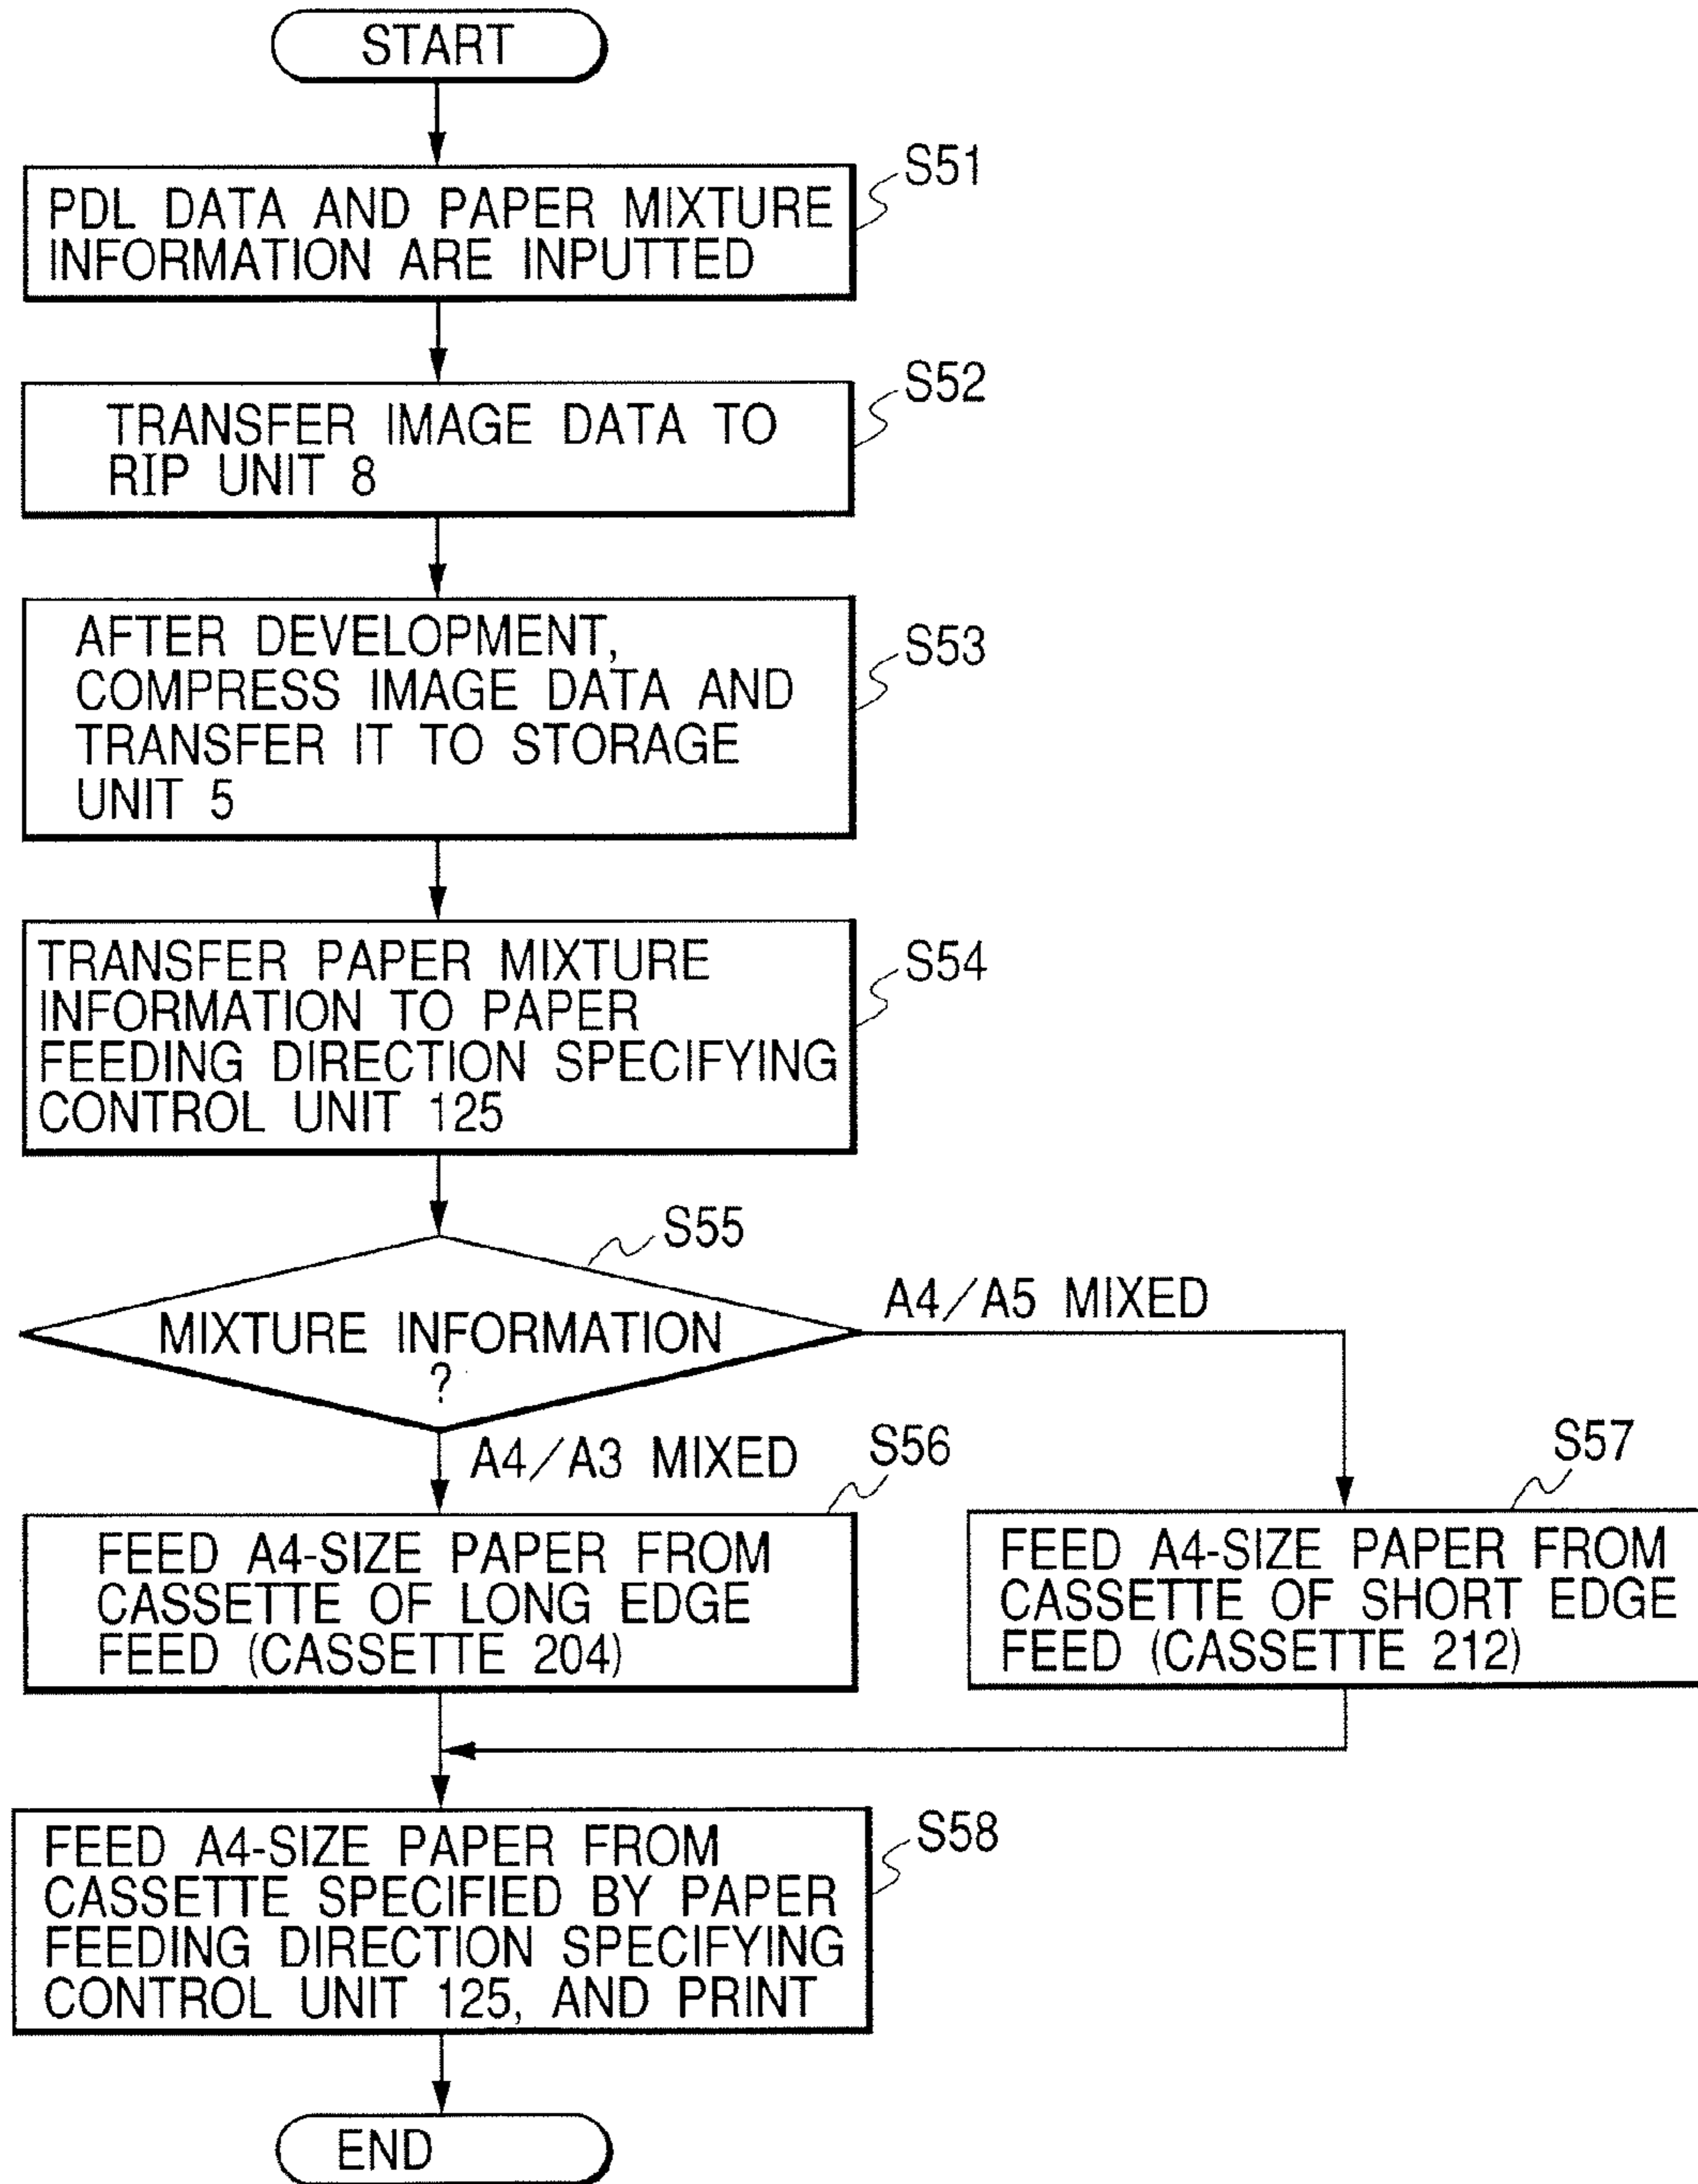 START
S51
PDL DATA AND PAPER MIXTURE
INFORMATION ARE INPUTTED
S52
TRANSFER IMAGE DATA TO
RIP UNIT 8
S53
AFTER DEVELOPMENT,
COMPRESS IMAGE DATA AND
TRANSFER IT TO STORAGE
UNIT 5
S54
TRANSFER PAPER MIXTURE
INFORMATION TO PAPER
FEEDING DIRECTION SPECIFYING
CONTROL UNIT 125
S55
MIXTURE INFORMATION
?
A4/A5 MIXED
A4/A3 MIXED
S56
FEED A4-SIZE PAPER FROM
CASSETTE OF LONG EDGE
FEED (CASSETTE 204)
S57
FEED A4-SIZE PAPER FROM
CASSETTE OF SHORT EDGE
FEED (CASSETTE 212)
S58
FEED A4-SIZE PAPER FROM
CASSETTE SPECIFIED BY PAPER
FEEDING DIRECTION SPECIFYING
CONTROL UNIT 125, AND PRINT
END